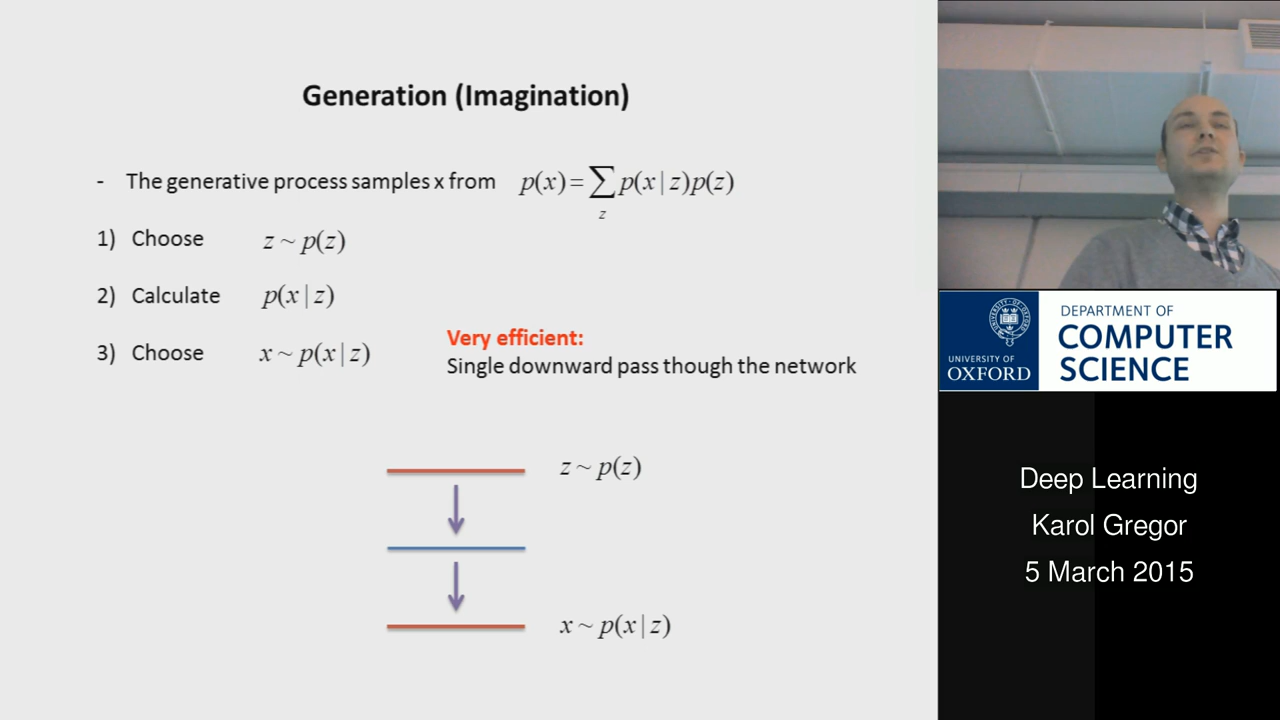 Generation (Imagination)
- The generative process samples x from p(x) = ∑ p(x | z)p(z)
z
1) Choose z ~ p(z)
2) Calculate p(x | z)
3) Choose x ~ p(x | z)
Very efficient:
Single downward pass though the network
z ~ p(z)
x ~ p(x | z)
UNIVERSITY OF
OXFORD
DEPARTMENT OF
COMPUTER
SCIENCE
Deep Learning
Karol Gregor
5 March 2015